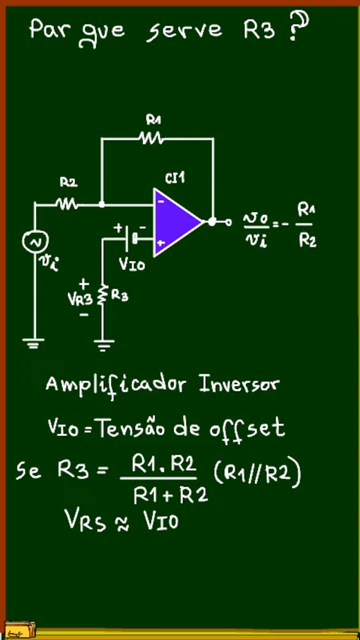 Par que serve R3?
R1
R2
CI1
-
+
+ -
VIO
~
vi
+
VR3
-
R3
vo/vi = - R1/R2
Amplificador Inversor
VIO = Tensão de offset
Se R3 = R1.R2/R1+R2 (R1//R2)
VRS ≈ VIO